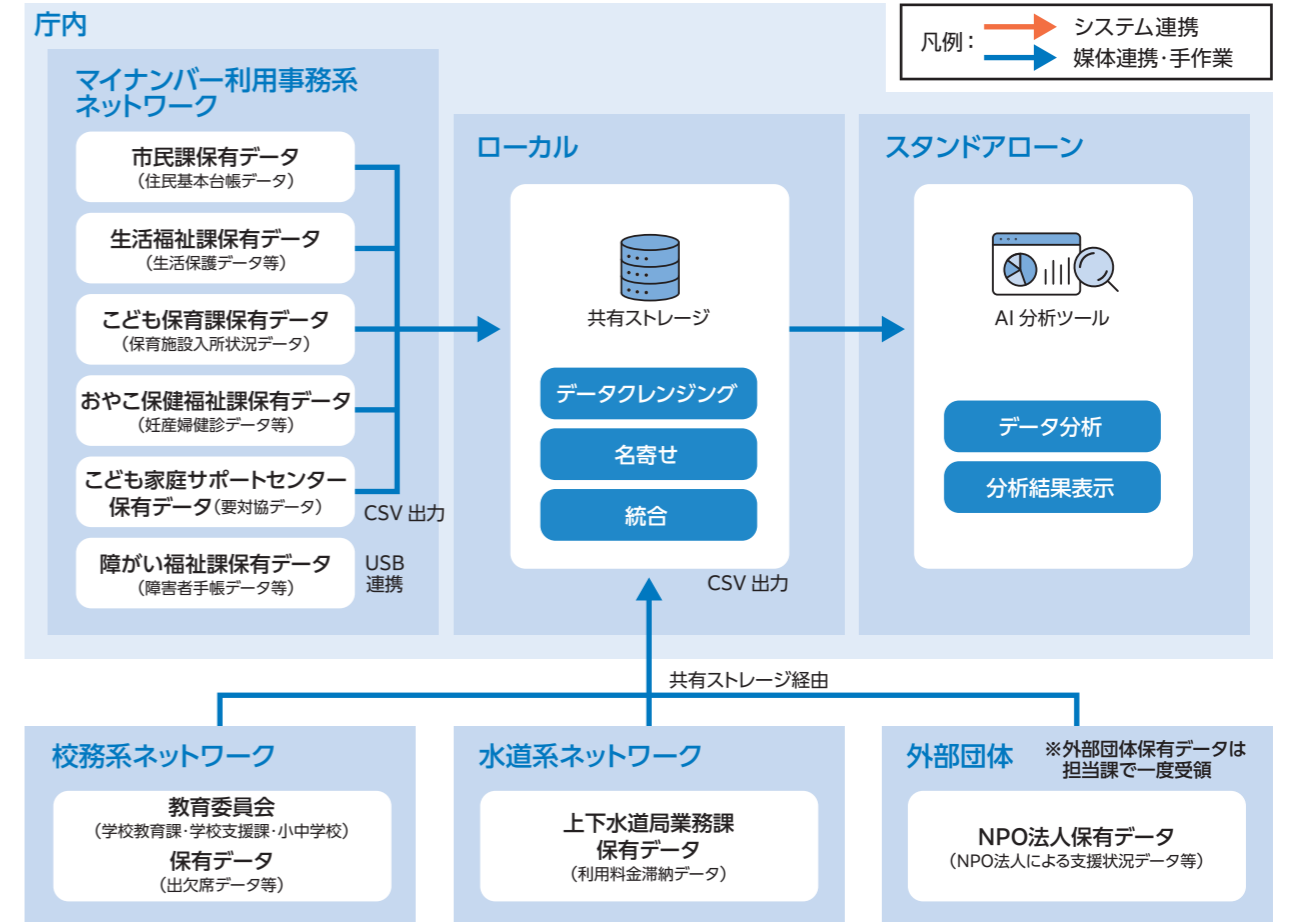 庁内
凡例：
システム連携
媒体連携・手作業
マイナンバー利用事務系
ネットワーク
市民課保有データ
（住民基本台帳データ）
生活福祉課保有データ
（生活保護データ等）
こども保育課保有データ
（保育施設入所状況データ）
おやこ保健福祉課保有データ
（妊産婦健診データ等）
こども家庭サポートセンター
保有データ（要対協データ）
CSV 出力
障がい福祉課保有データ
（障害者手帳データ等）
USB
連携
ローカル
共有ストレージ
データクレンジング
名寄せ
統合
CSV 出力
スタンドアローン
AI 分析ツール
データ分析
分析結果表示
共有ストレージ経由
校務系ネットワーク
教育委員会
（学校教育課・学校支援課・小中学校）
保有データ
（出欠席データ等）
水道系ネットワーク
上下水道局業務課
保有データ
（利用料金滞納データ）
外部団体
※外部団体保有データは
担当課で一度受領
NPO法人保有データ
（NPO法人による支援状況データ等）